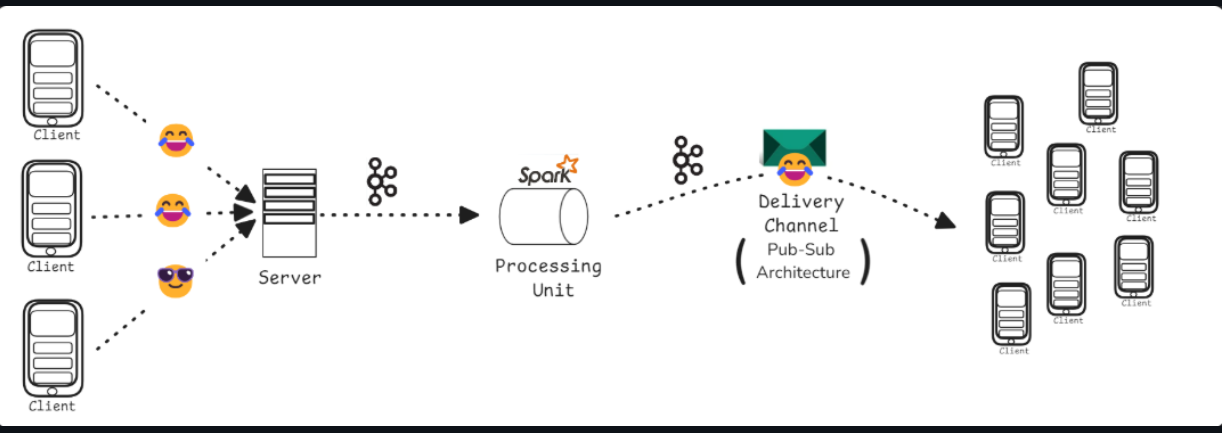 Client
Client
Client
Server
Spark
Processing
Unit
Delivery
Channel
(Pub-Sub
Architecture)
Client
Client
Client
Client
Client
Client
Client
Client